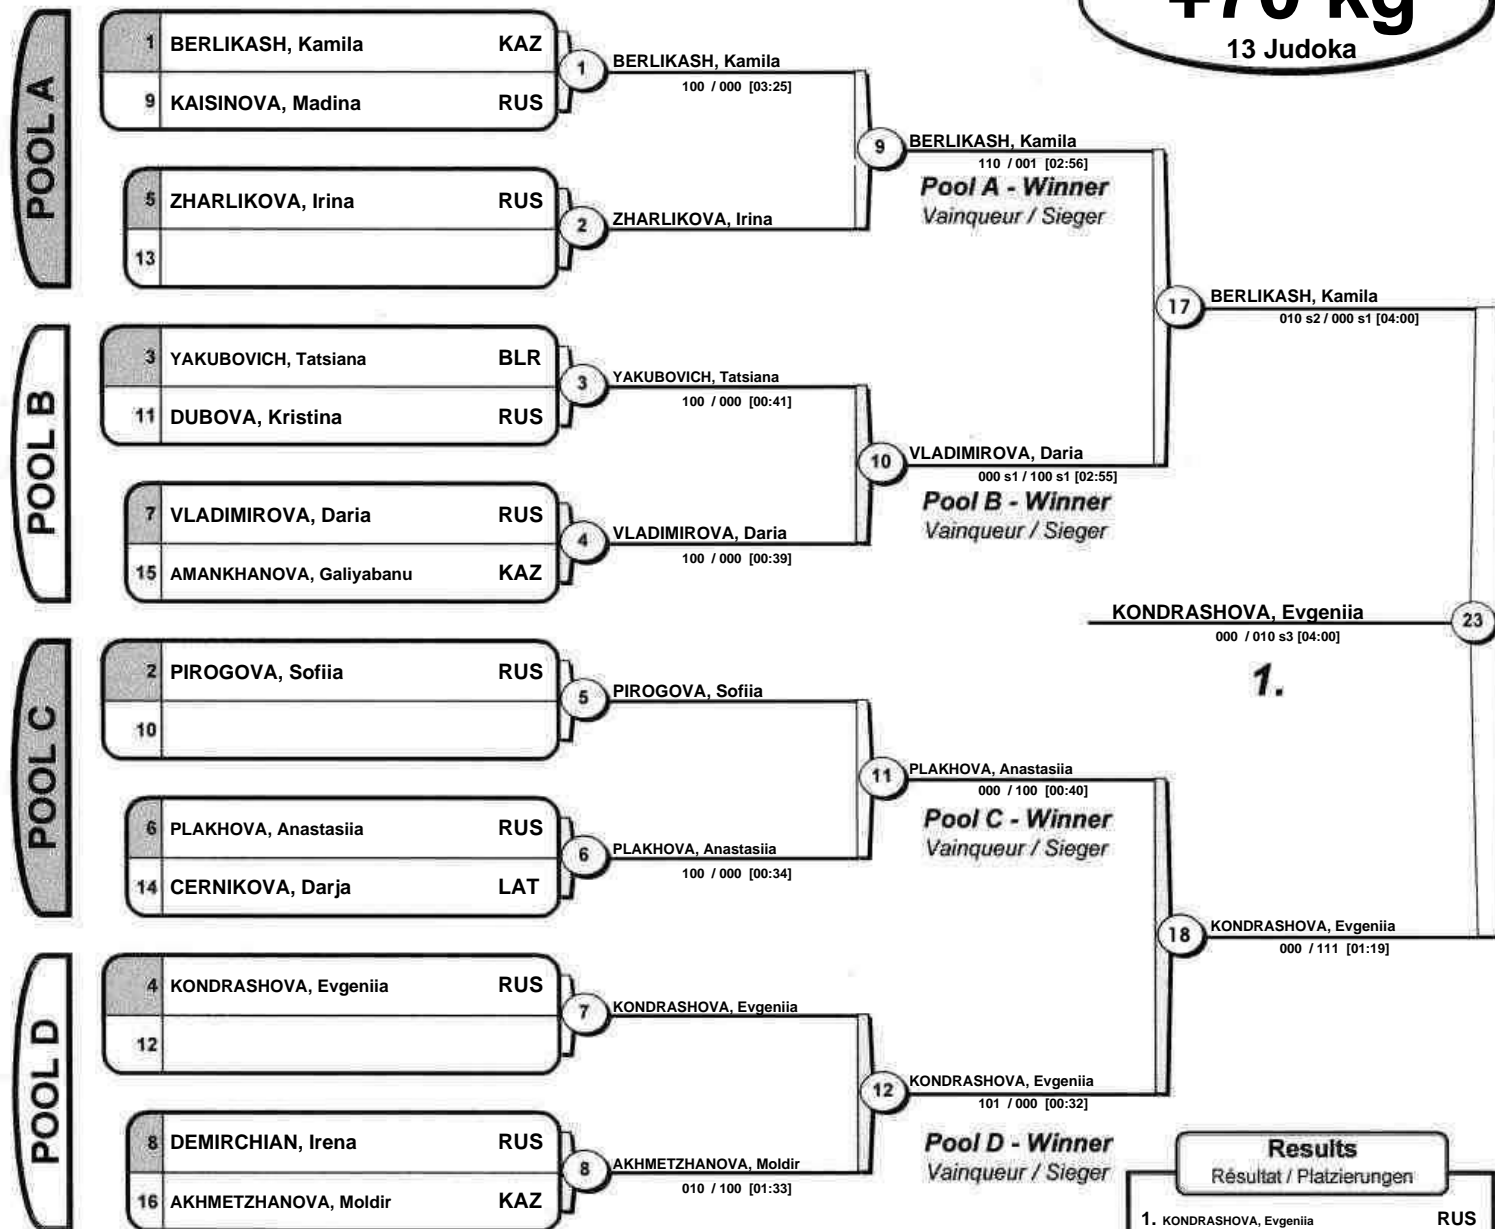 +70 kg
13 Judoka
POOL A
1 BERLIKASH, Kamila KAZ
9 KAISINOVA, Madina RUS
5 ZHARLIKOVA, Irina RUS
13
1
BERLIKASH, Kamila
100 / 000 [03:25]
2
ZHARLIKOVA, Irina
9
BERLIKASH, Kamila
110 / 001 [02:56]
Pool A - Winner
Vainqueur / Sieger
POOL B
3 YAKUBOVICH, Tatsiana BLR
11 DUBOVA, Kristina RUS
7 VLADIMIROVA, Daria RUS
15 AMANKHANOVA, Galiyabanu KAZ
3
YAKUBOVICH, Tatsiana
100 / 000 [00:41]
4
VLADIMIROVA, Daria
100 / 000 [00:39]
10
VLADIMIROVA, Daria
000 s1 / 100 s1 [02:55]
Pool B - Winner
Vainqueur / Sieger
17
BERLIKASH, Kamila
010 s2 / 000 s1 [04:00]
KONDRASHOVA, Evgeniia
23
000 / 010 s3 [04:00]
1.
POOL C
2 PIROGOVA, Sofiia RUS
10
6 PLAKHOVA, Anastasiia RUS
14 CERNIKOVA, Darja LAT
5
PIROGOVA, Sofiia
6
PLAKHOVA, Anastasiia
100 / 000 [00:34]
11
PLAKHOVA, Anastasiia
000 / 100 [00:40]
Pool C - Winner
Vainqueur / Sieger
POOL D
4 KONDRASHOVA, Evgeniia RUS
12
8 DEMIRCHIAN, Irena RUS
16 AKHMETZHANOVA, Moldir KAZ
7
KONDRASHOVA, Evgeniia
8
AKHMETZHANOVA, Moldir
010 / 100 [01:33]
12
KONDRASHOVA, Evgeniia
101 / 000 [00:32]
Pool D - Winner
Vainqueur / Sieger
18
KONDRASHOVA, Evgeniia
000 / 111 [01:19]
Results
Résultat / Platzierungen
1. KONDRASHOVA, Evgeniia RUS